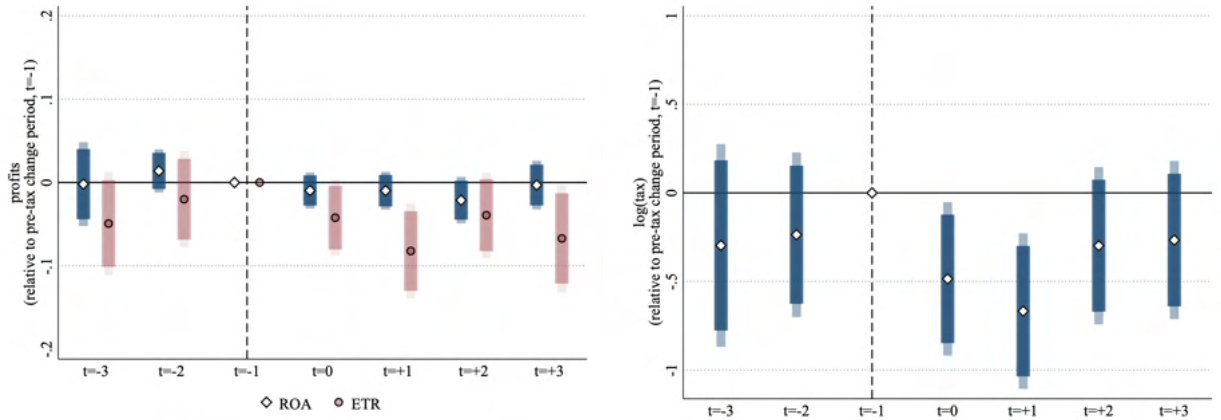 .2
.1
0
-.1
-.2
profits
(relative to pre-tax change period, t=-1)
t=-3 t=-2 t=-1 t=0 t=+1 t=+2 t=+3
ROA ETR
1
.5
0
-.5
-1
log(tax)
(relative to pre-tax change period, t=-1)
t=-3 t=-2 t=-1 t=0 t=+1 t=+2 t=+3